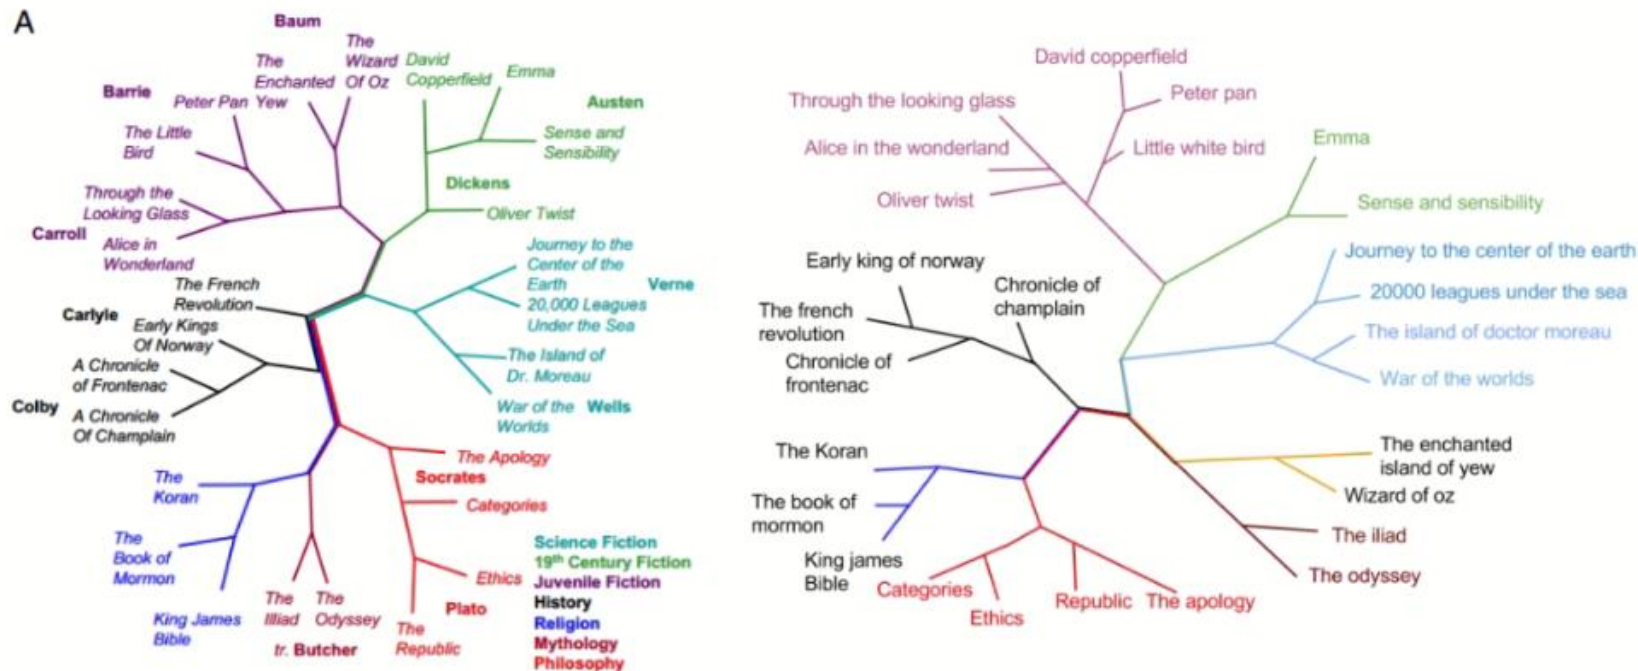 A
Baum
The
Wizard
Of Oz
The
Enchanted
Yew
David
Copperfield
Emma
Barrie
Peter Pan
Austen
The Little
Bird
Sense and
Sensibility
Through the
Looking Glass
Dickens
Oliver Twist
Carroll
Alice in
Wonderland
Journey to the
Center of the
Earth
Verne
The French
Revolution
20,000 Leagues
Under the Sea
Carlyle
Early Kings
Of Norway
The Island of
Dr. Moreau
A Chronicle
of Frontenac
Colby
A Chronicle
Of Champlain
War of the
Worlds
Wells
The Apology
Socrates
The
Koran
Categories
The
Book of
Mormon
Ethics
Plato
King James
Bible
The
Illiad
The
Odyssey
tr. Butcher
The
Republic
Science Fiction
19th Century Fiction
Juvenile Fiction
History
Religion
Mythology
Philosophy
David copperfield
Through the looking glass
Peter pan
Alice in the wonderland
Little white bird
Emma
Oliver twist
Sense and sensibility
Early king of norway
Journey to the center of the earth
Chronicle of
champlain
20000 leagues under the sea
The french
revolution
The island of doctor moreau
Chronicle of
frontenac
War of the worlds
The Koran
The enchanted
island of yew
Wizard of oz
The book of
mormon
The iliad
King james
Bible
The odyssey
Categories
Ethics
Republic
The apology